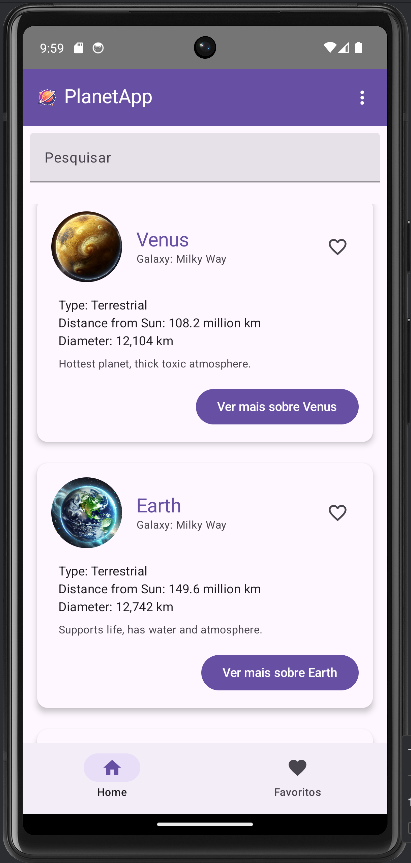 9:59
PlanetApp
Pesquisar
Venus
Galaxy: Milky Way
Type: Terrestrial
Distance from Sun: 108.2 million km
Diameter: 12,104 km
Hottest planet, thick toxic atmosphere.
Ver mais sobre Venus
Earth
Galaxy: Milky Way
Type: Terrestrial
Distance from Sun: 149.6 million km
Diameter: 12,742 km
Supports life, has water and atmosphere.
Ver mais sobre Earth
Home
Favoritos